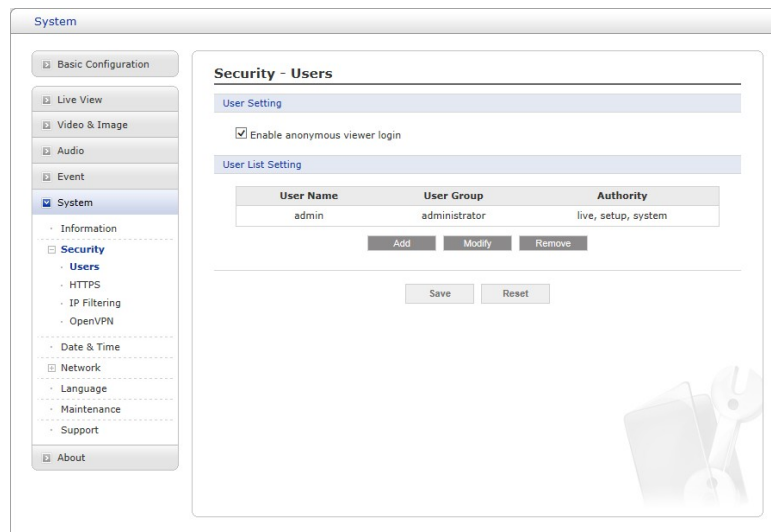 System
Basic Configuration
Live View
Video & Image
Audio
Event
System
Information
Security
Users
HTTPS
IP Filtering
OpenVPN
Date & Time
Network
Language
Maintenance
Support
About
Security - Users
User Setting
Enable anonymous viewer login
User List Setting
User Name User Group Authority
admin administrator live, setup, system
Add Modify Remove
Save Reset